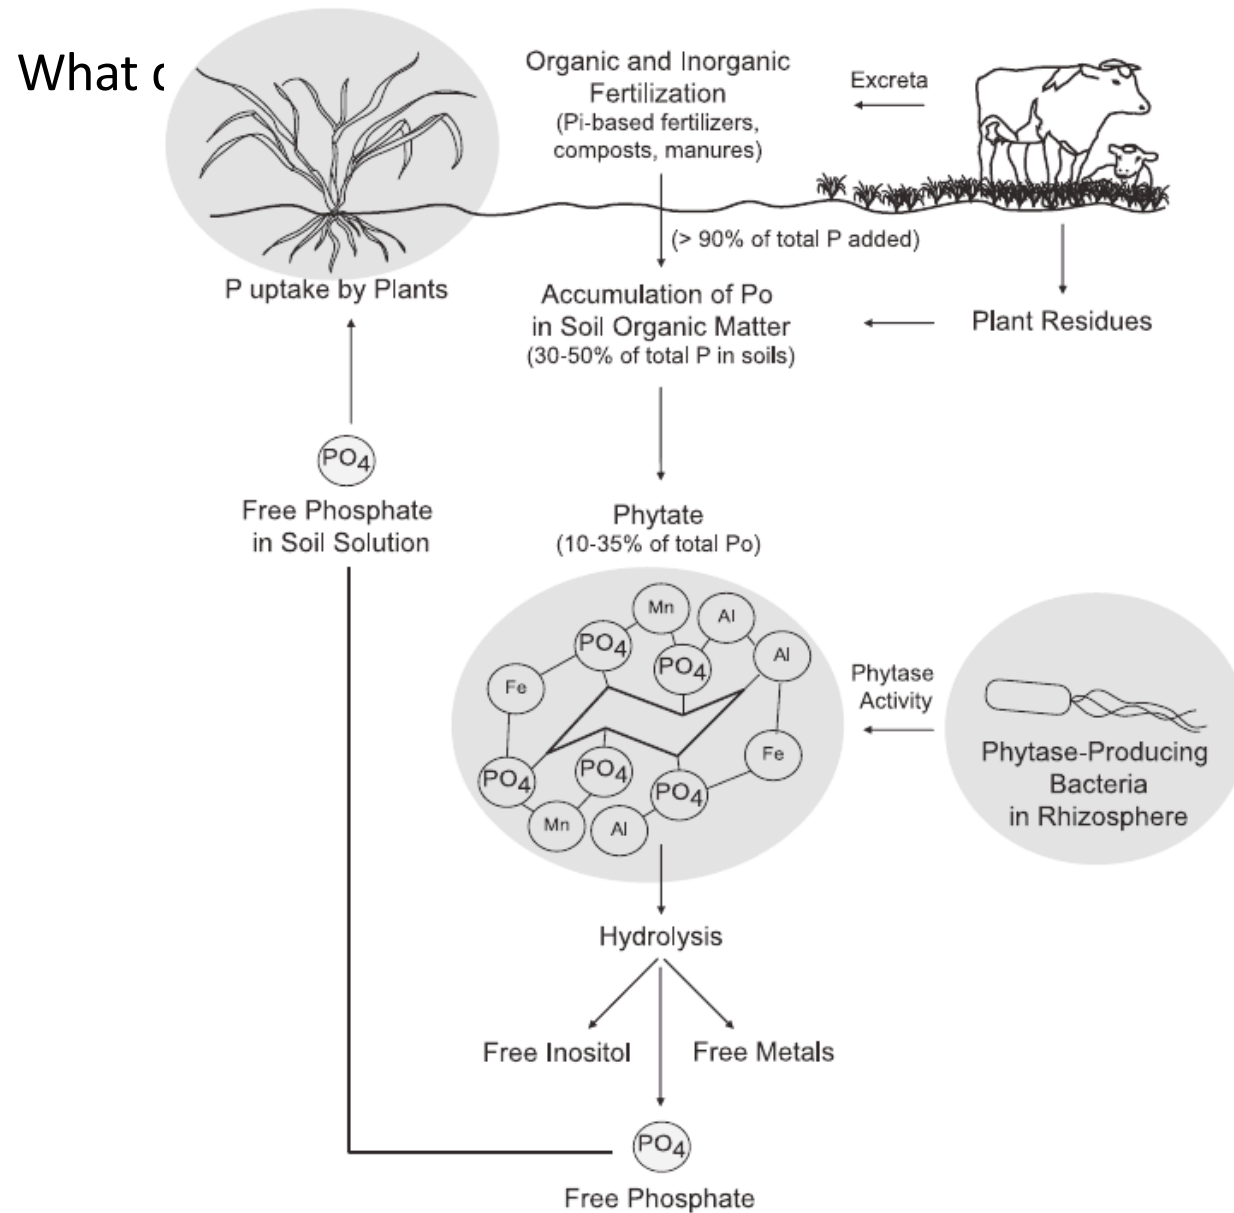 What
Organic and Inorganic
Fertilization
(Pi-based fertilizers,
composts, manures)
Excreta
(> 90% of total P added)
P uptake by Plants
Accumulation of Po
in Soil Organic Matter
(30-50% of total P in soils)
Plant Residues
PO4
Free Phosphate
in Soil Solution
Phytate
(10-35% of total Po)
Mn
Al
PO4
PO4
Al
Fe
Phytase
Activity
Fe
PO4
PO4
PO4
Mn
Al
Phytase-Producing
Bacteria
in Rhizosphere
Hydrolysis
Free Inositol
Free Metals
PO4
Free Phosphate